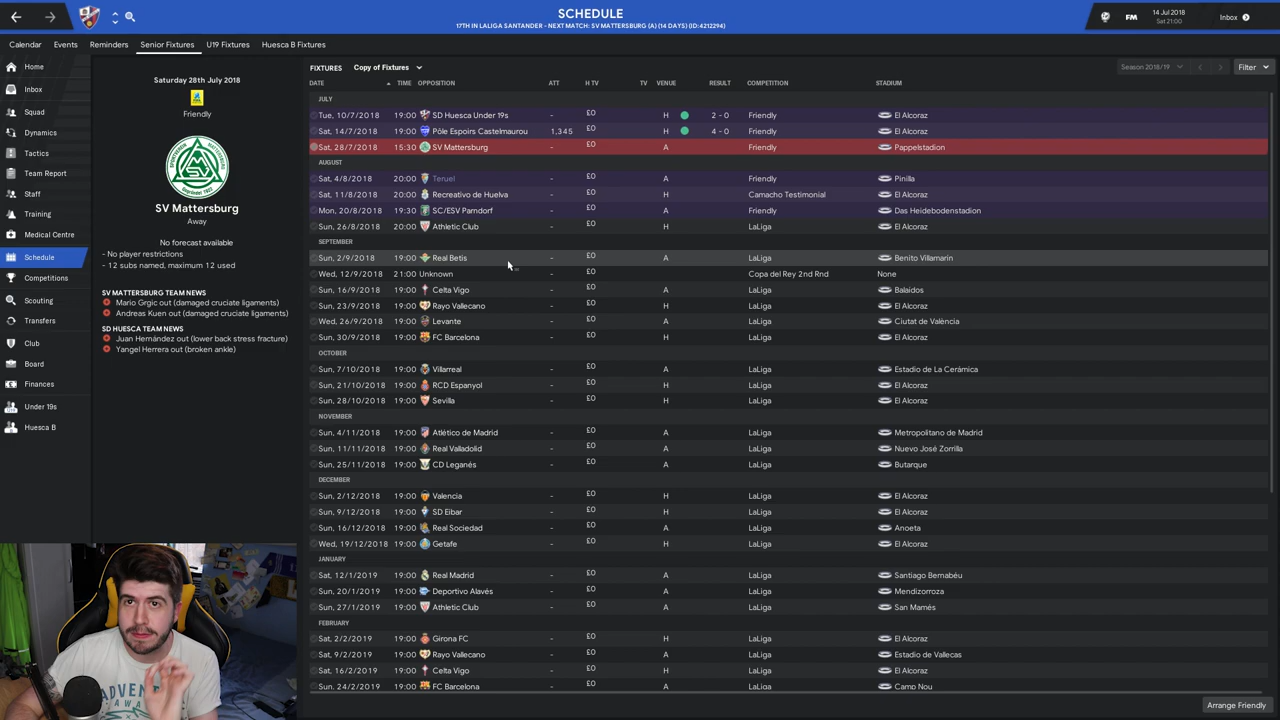 SCHEDULE
17TH IN LALIGA SANTANDER - NEXT MATCH: SV MATTERSBURG (A) (14 DAYS) (ID:4212294)
FM
14 Jul 2018
Sat 21:00
Inbox
Calendar Events Reminders Senior Fixtures U19 Fixtures Huesca B Fixtures
Home
Inbox
Squad
Dynamics
Tactics
Team Report
Staff
Training
Medical Centre
Schedule
Competitions
Scouting
Transfers
Club
Board
Finances
Under 19s
Huesca B
Saturday 28th July 2018
Friendly
SV Mattersburg
Away
No forecast available
- No player restrictions
- 12 subs named, maximum 12 used
SV MATTERSBURG TEAM NEWS
Mario Grgic out (damaged cruciate ligaments)
Andreas Kuen out (damaged cruciate ligaments)
SD HUESCA TEAM NEWS
Juan Hernández out (lower back stress fracture)
Yangel Herrera out (broken ankle)
FIXTURES Copy of Fixtures Season 2018/19 Filter
DATE TIME OPPOSITION ATT H TV TV VENUE RESULT COMPETITION STADIUM
JULY
Tue, 10/7/2018 19:00 SD Huesca Under 19s - £0 H 2 - 0 Friendly El Alcoraz
Sat, 14/7/2018 19:00 Pôle Espoirs Castelmaurou 1,345 £0 H 4 - 0 Friendly El Alcoraz
Sat, 28/7/2018 15:30 SV Mattersburg - £0 A Friendly Pappelstadion
AUGUST
Sat, 4/8/2018 20:00 Teruel - £0 A Friendly Pinilla
Sat, 11/8/2018 20:00 Recreativo de Huelva - £0 H Camacho Testimonial El Alcoraz
Mon, 20/8/2018 19:30 SC/ESV Parndorf - £0 A Friendly Das Heidebodenstadion
Sun, 26/8/2018 20:00 Athletic Club - £0 H LaLiga El Alcoraz
SEPTEMBER
Sun, 2/9/2018 19:00 Real Betis - £0 A LaLiga Benito Villamarín
Wed, 12/9/2018 21:00 Unknown - £0 Copa del Rey 2nd Rnd None
Sun, 16/9/2018 19:00 Celta Vigo - £0 A LaLiga Balaídos
Sun, 23/9/2018 19:00 Rayo Vallecano - £0 H LaLiga El Alcoraz
Wed, 26/9/2018 19:00 Levante - £0 A LaLiga Ciutat de València
Sun, 30/9/2018 19:00 FC Barcelona - £0 H LaLiga El Alcoraz
OCTOBER
Sun, 7/10/2018 19:00 Villarreal - £0 A LaLiga Estadio de La Cerámica
Sun, 21/10/2018 19:00 RCD Espanyol - £0 H LaLiga El Alcoraz
Sun, 28/10/2018 19:00 Sevilla - £0 H LaLiga El Alcoraz
NOVEMBER
Sun, 4/11/2018 19:00 Atlético de Madrid - £0 A LaLiga Metropolitano de Madrid
Sun, 11/11/2018 19:00 Real Valladolid - £0 A LaLiga Nuevo José Zorrilla
Sun, 25/11/2018 19:00 CD Leganés - £0 A LaLiga Butarque
DECEMBER
Sun, 2/12/2018 19:00 Valencia - £0 H LaLiga El Alcoraz
Sun, 9/12/2018 19:00 SD Eibar - £0 H LaLiga El Alcoraz
Sun, 16/12/2018 19:00 Real Sociedad - £0 A LaLiga Anoeta
Wed, 19/12/2018 19:00 Getafe - £0 H LaLiga El Alcoraz
JANUARY
Sat, 12/1/2019 19:00 Real Madrid - £0 A LaLiga Santiago Bernabéu
Sun, 20/1/2019 19:00 Deportivo Alavés - £0 A LaLiga Mendizorroza
Sun, 27/1/2019 19:00 Athletic Club - £0 A LaLiga San Mamés
FEBRUARY
Sat, 2/2/2019 19:00 Girona FC - £0 H LaLiga El Alcoraz
Sat, 9/2/2019 19:00 Rayo Vallecano - £0 A LaLiga Estadio de Vallecas
Sat, 16/2/2019 19:00 Celta Vigo - £0 H LaLiga El Alcoraz
Sun, 24/2/2019 19:00 FC Barcelona - £0 A LaLiga Camp Nou
Arrange Friendly